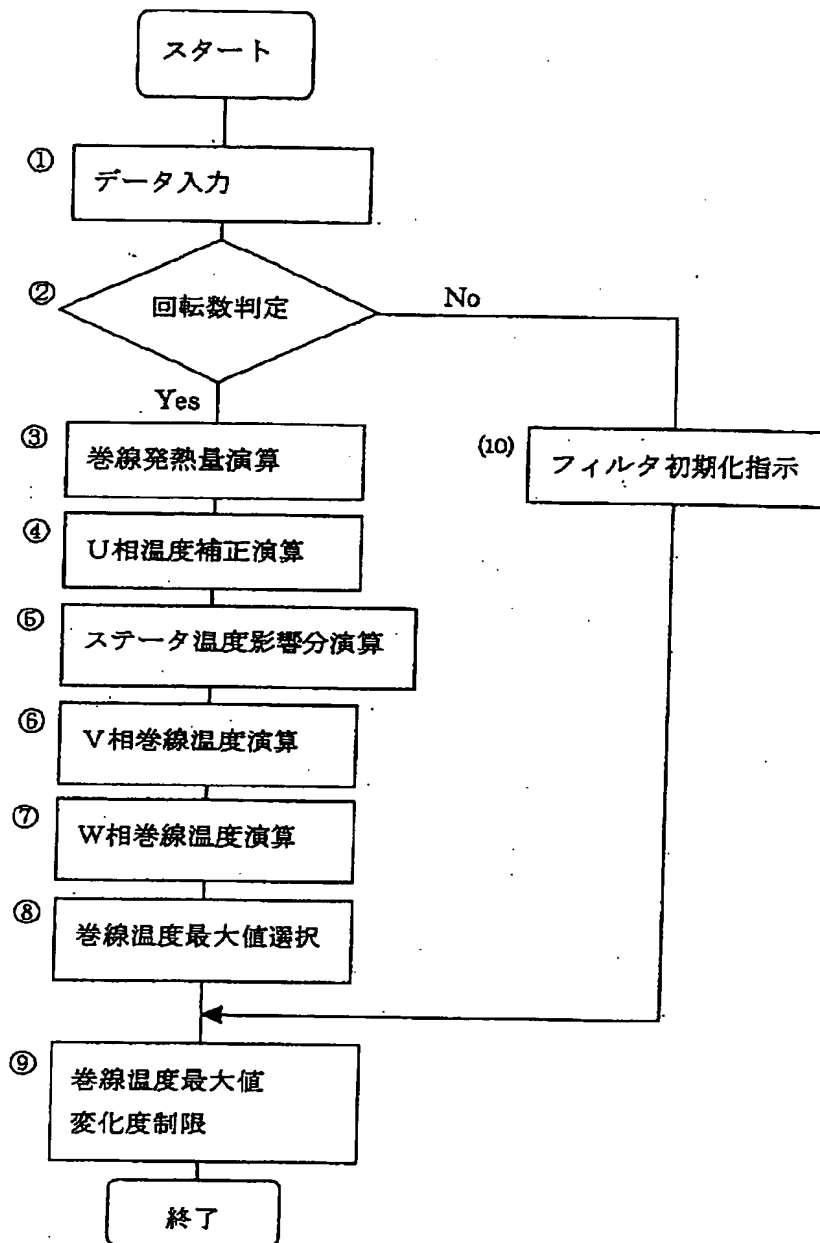 スタート
①
データ入力
②
回転数判定
No
Yes
③
巻線発熱量演算
(10)
フィルタ初期化指示
④
U相温度補正演算
⑤
ステータ温度影響分演算
⑥
V相巻線温度演算
⑦
W相巻線温度演算
⑧
巻線温度最大値選択
⑨
巻線温度最大値
変化度制限
終了